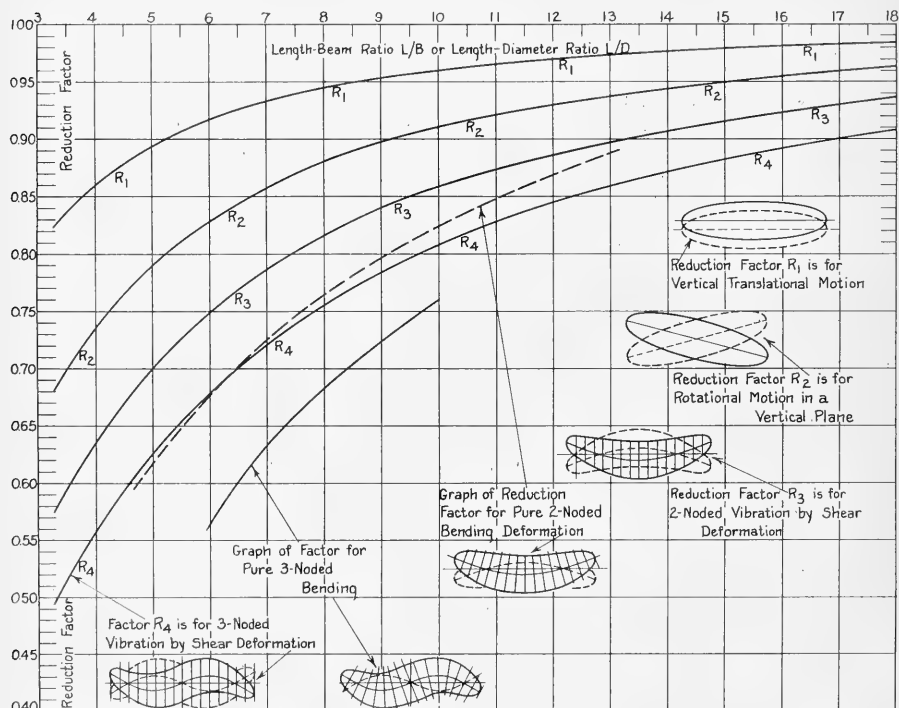 3 4 5 6 7 8 9 10 11 12 13 14 15 16 17 18
1.00
0.95
0.90
0.85
0.80
0.75
0.70
0.65
0.60
0.55
0.50
0.45
0.40
Reduction Factor
Length-Beam Ratio L/B or Length-Diameter Ratio L/D
R1
R1
R1
R1
R2
R2
R2
R2
R3
R3
R3
R4
R4
R4
R4
Reduction Factor R1 is for
Vertical Translational Motion
Reduction Factor R2 is for
Rotational Motion in a
Vertical Plane
Reduction Factor R3 is for
2-Noded Vibration by Shear
Deformation
Graph of Reduction
Factor for Pure 2-Noded
Bending Deformation
Graph of Factor for
Pure 3-Noded
Bending
Factor R4 is for 3-Noded
Vibration by Shear Deformation
Reduction Factor